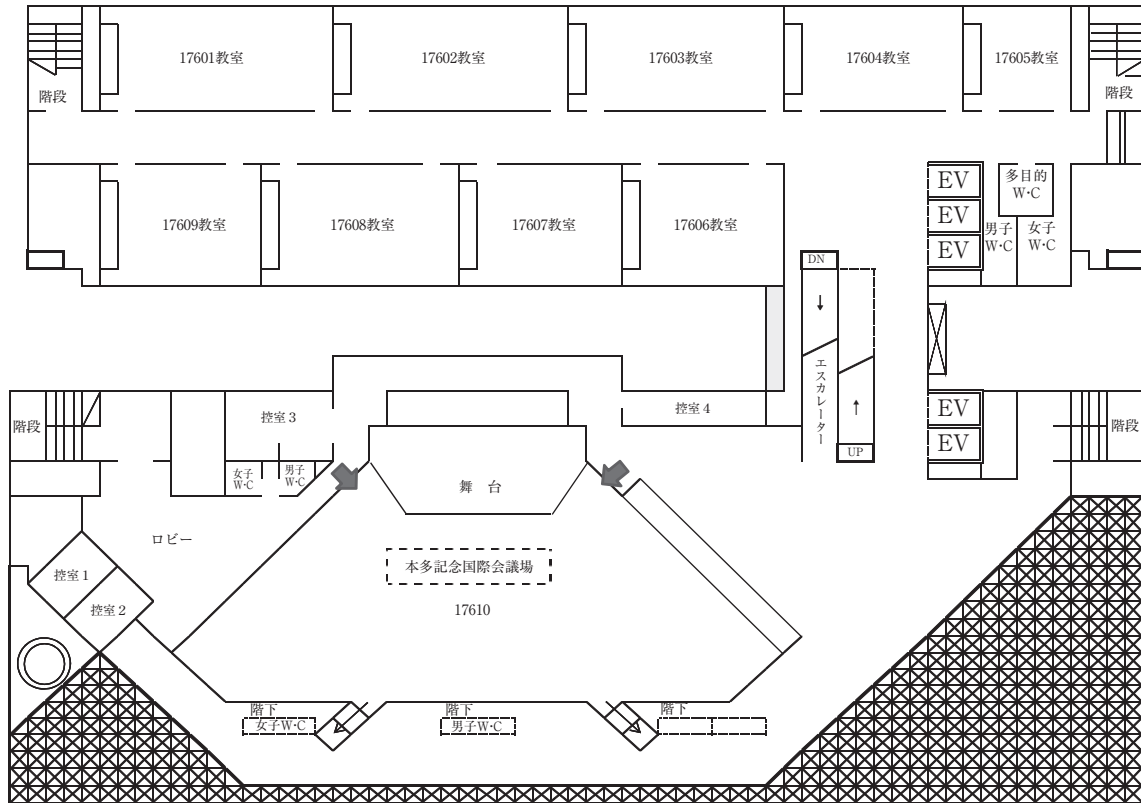 17601教室
17602教室
17603教室
17604教室
17605教室
階段
階段
17609教室
17608教室
17607教室
17606教室
EV
EV
EV
多目的
W·C
男子
W·C
女子
W·C
DN
エスカレーター
UP
階段
控室３
控室４
EV
EV
階段
女子
W·C
男子
W·C
舞　台
ロビー
本多記念国際会議場
17610
控室１
控室２
階下
女子W·C
階下
男子W·C
階下